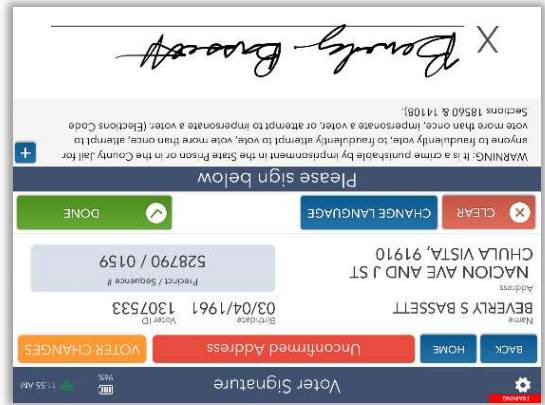 TRAINING
Voter Signature
96%
11:55 AM
BACK
HOME
Unconfirmed Address
VOTER CHANGES
Name
BEVERLY S BASSETT
Birthdate
03/04/1961
Voter ID
1307533
Address
NACION AVE AND J ST
CHULA VISTA, 91910
Precinct / Sequence #
528790 / 0159
CLEAR
CHANGE LANGUAGE
DONE
Please sign below
WARNING: It is a crime punishable by imprisonment in the State Prison or in the County Jail for
anyone to fraudulently vote, to fraudulently attempt to vote, vote more than once, attempt to
vote more than once, impersonate a voter, or attempt to impersonate a voter. (Elections Code
Sections 18560 & 14108).
X Beverly Bassett